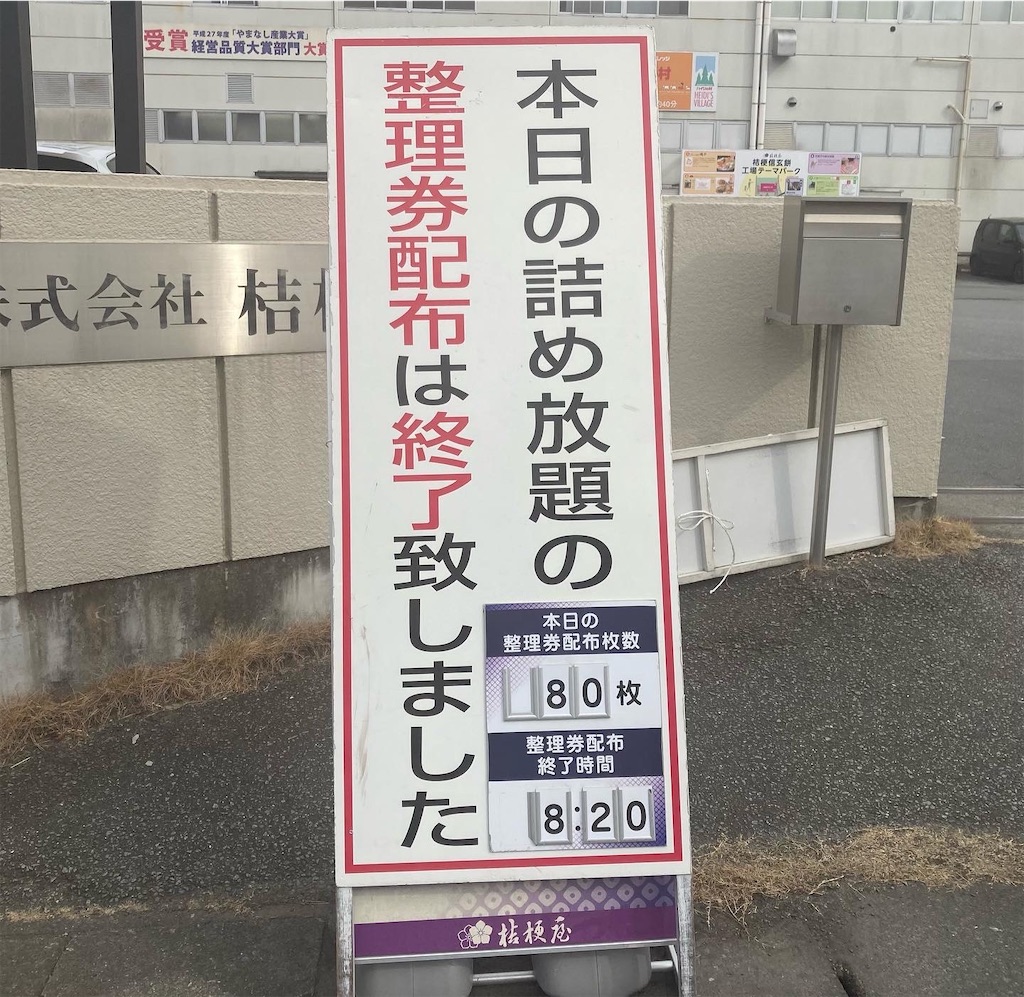 本日の詰め放題の
整理券配布は終了致しました
本日の
整理券配布枚数
80枚
整理券配布
終了時間
8:20
桔梗屋
株式会社 桔
受賞
平成27年度「やまなし産業大賞」
経営品質大賞部門 大賞
村
HEIDI'S
VILLAGE
桔梗信玄餅
工場テーマパーク